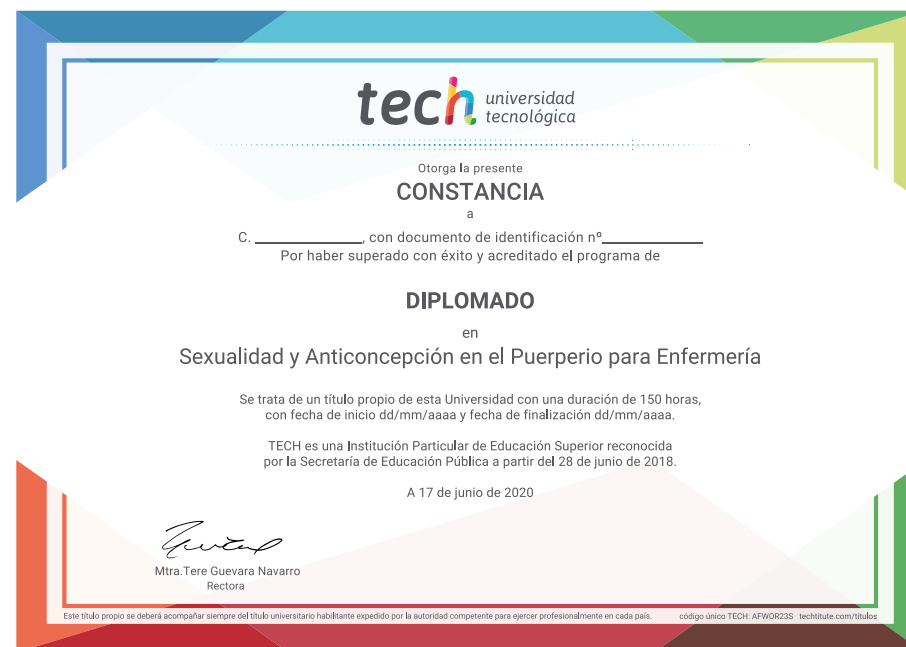 tech universidad
tecnológica
Otorga la presente
CONSTANCIA
a
C. ____________, con documento de identificación nº____________
Por haber superado con éxito y acreditado el programa de
DIPLOMADO
en
Sexualidad y Anticoncepción en el Puerperio para Enfermería
Se trata de un título propio de esta Universidad con una duración de 150 horas,
con fecha de inicio dd/mm/aaaa y fecha de finalización dd/mm/aaaa.
TECH es una Institución Particular de Educación Superior reconocida
por la Secretaría de Educación Pública a partir del 28 de junio de 2018.
A 17 de junio de 2020
Mtra.Tere Guevara Navarro
Rectora
Este título propio se deberá acompañar siempre del título universitario habilitante expedido por la autoridad competente para ejercer profesionalmente en cada país. código único TECH: AFWOR23S techtitute.com/titulos